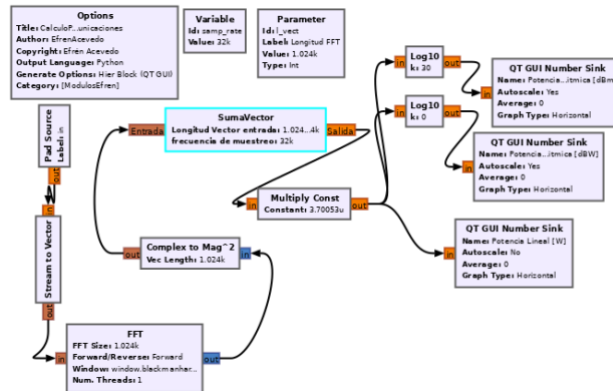 Options
Title: CalculoP...unicaciones
Author: EfrenAcevedo
Copyright: Efrén Acevedo
Output Language: Python
Generate Options: Hier Block (QT GUI)
Category: [ModulosEfren]
Variable
Id: samp_rate
Value: 32k
Parameter
Id: l_vect
Label: Longitud FFT
Value: 1.024k
Type: Int
Pad Source
Label: in
out
in
Stream to Vector
out
in
FFT
FFT Size: 1.024k
Forward/Reverse: Forward
Window: window.blackmanhar...
Num. Threads: 1
out
in
Complex to Mag^2
Vec Length: 1.024k
out
Entrada
SumaVector
Longitud Vector entrada: 1.024...4k
frecuencia de muestreo: 32k
Salida
in
Multiply Const
Constant: 3.70053u
out
in
Log10
k: 30
out
in
Log10
k: 0
out
in
QT GUI Number Sink
Name: Potencia...itmica [dBm]
Autoscale: Yes
Average: 0
Graph Type: Horizontal
in
QT GUI Number Sink
Name: Potencia...itmica [dBW]
Autoscale: Yes
Average: 0
Graph Type: Horizontal
in
QT GUI Number Sink
Name: Potencia Lineal [W]
Autoscale: No
Average: 0
Graph Type: Horizontal